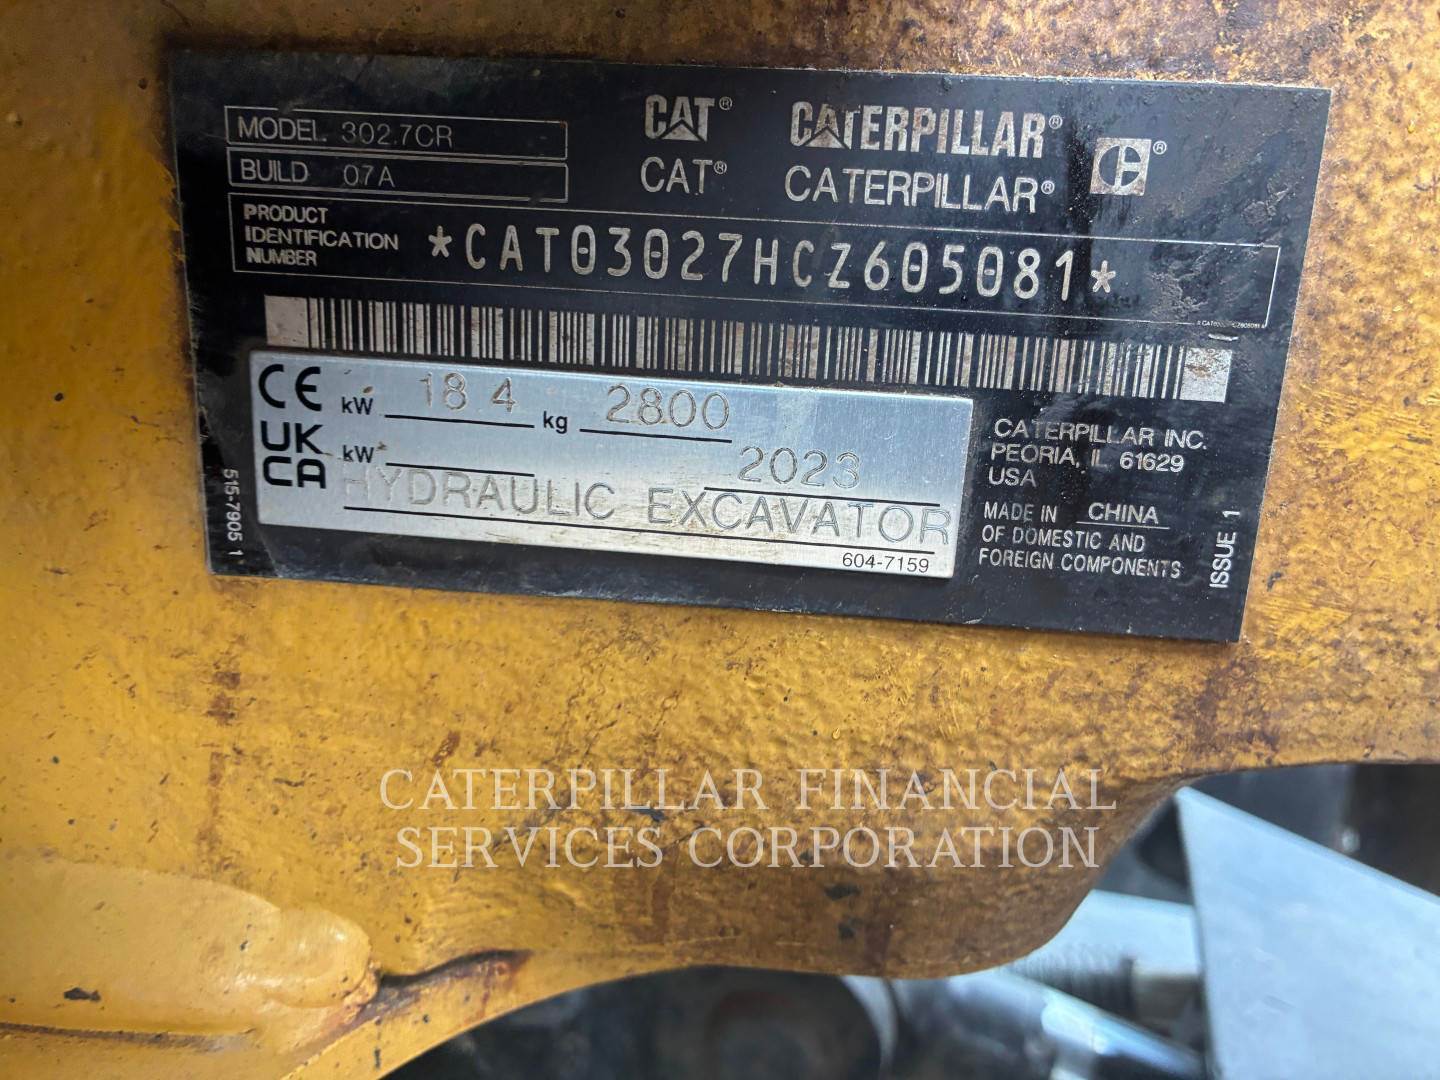 MODEL 302.7CR
BUILD 07A
CAT® CATERPILLAR® ®
CAT® CATERPILLAR®
PRODUCT
IDENTIFICATION
NUMBER
*CAT03027HCZ605081*
CE
UK
CA
kW 18.4 kg 2800
kW 2023
HYDRAULIC EXCAVATOR
604-7159
515-7905 1
CATERPILLAR INC.
PEORIA, IL 61629
USA
MADE IN CHINA
OF DOMESTIC AND
FOREIGN COMPONENTS
ISSUE 1
CATERPILLAR FINANCIAL
SERVICES CORPORATION